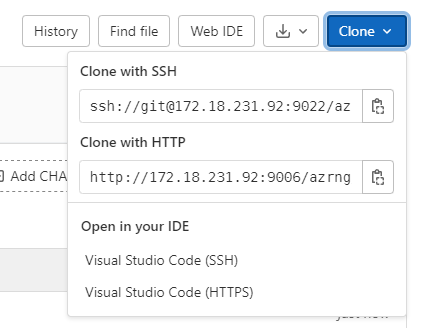 History Find file Web IDE Clone
Clone with SSH
ssh://git@172.18.231.92:9022/az
Clone with HTTP
http://172.18.231.92:9006/azrng
Add CHA
Open in your IDE
Visual Studio Code (SSH)
Visual Studio Code (HTTPS)
just now